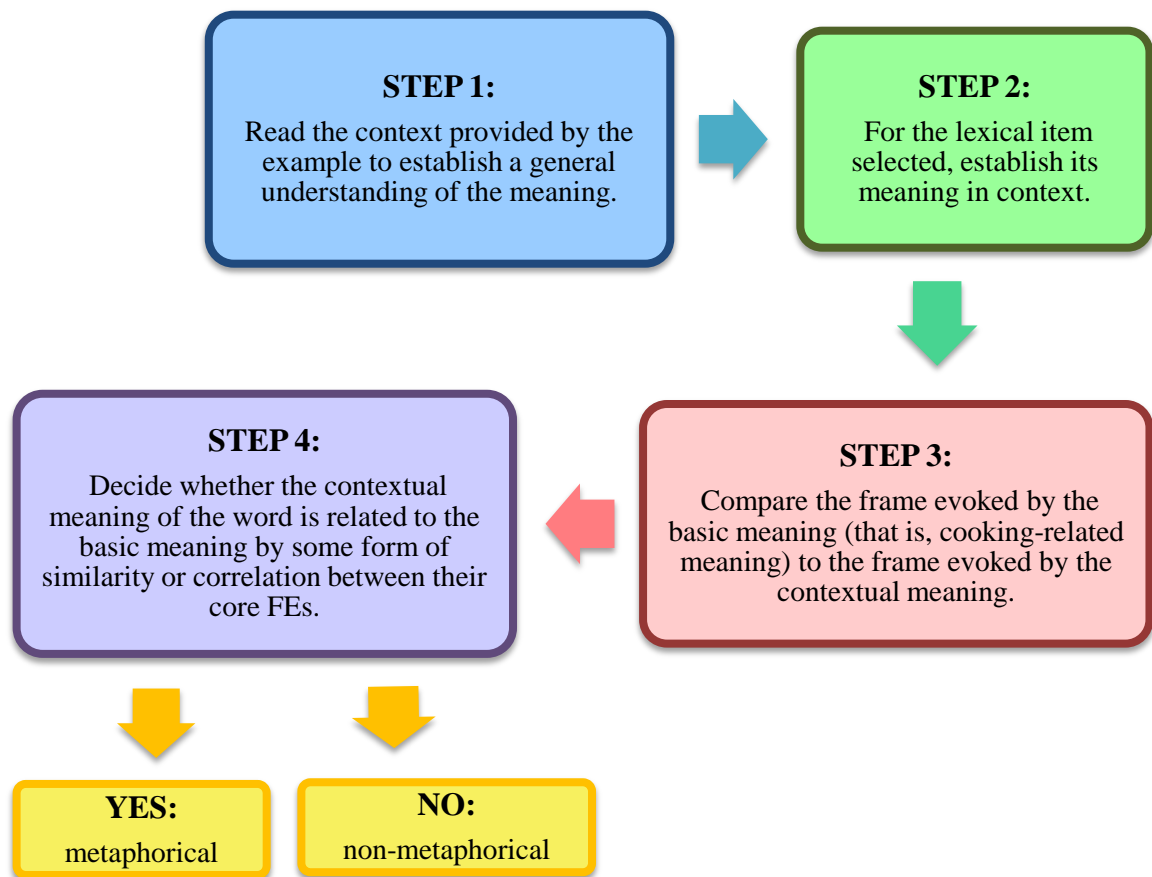 STEP 1:
Read the context provided by the
example to establish a general
understanding of the meaning.
STEP 2:
For the lexical item
selected, establish its
meaning in context.
STEP 3:
Compare the frame evoked by the
basic meaning (that is, cooking-related
meaning) to the frame evoked by the
contextual meaning.
STEP 4:
Decide whether the contextual
meaning of the word is related to the
basic meaning by some form of
similarity or correlation between their
core FEs.
YES:
metaphorical
NO:
non-metaphorical